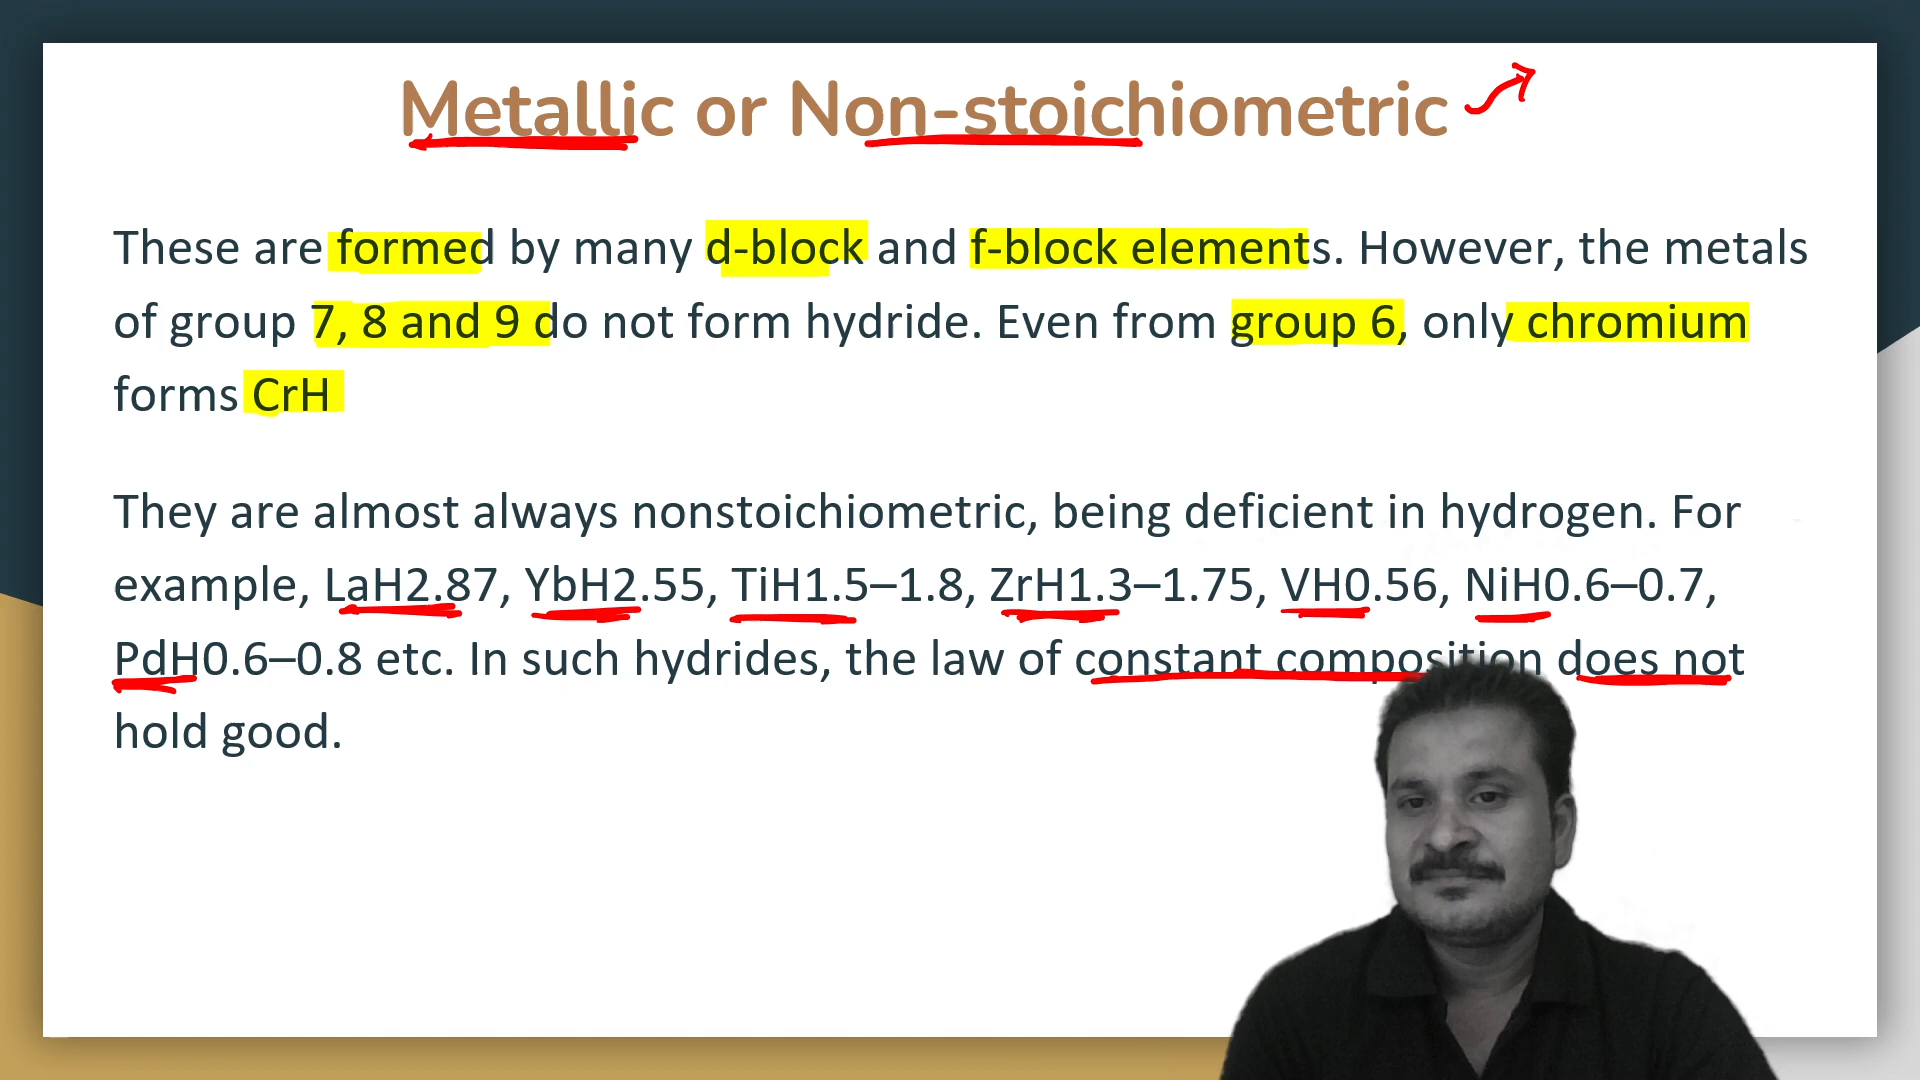 Metallic or Non-stoichiometric
These are formed by many d-block and f-block elements. However, the metals
of group 7, 8 and 9 do not form hydride. Even from group 6, only chromium
forms CrH
They are almost always nonstoichiometric, being deficient in hydrogen. For
example, LaH2.87, YbH2.55, TiH1.5–1.8, ZrH1.3–1.75, VH0.56, NiH0.6–0.7,
PdH0.6–0.8 etc. In such hydrides, the law of constant composition does not
hold good.